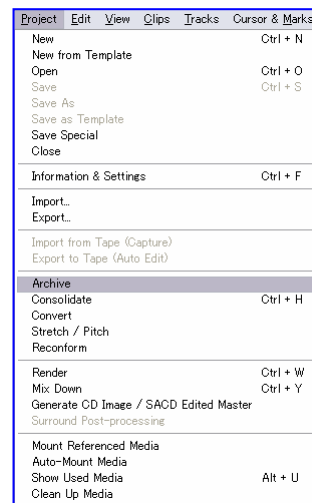 Project Edit View Clips Tracks Cursor & Marks
New Ctrl + N
New from Template
Open Ctrl + O
Save Ctrl + S
Save As
Save as Template
Save Special
Close
Information & Settings Ctrl + F
Import...
Export...
Import from Tape (Capture)
Export to Tape (Auto Edit)
Archive
Consolidate Ctrl + H
Convert
Stretch / Pitch
Reconform
Render Ctrl + W
Mix Down Ctrl + Y
Generate CD Image / SACD Edited Master
Surround Post-processing
Mount Referenced Media
Auto-Mount Media
Show Used Media Alt + U
Clean Up Media